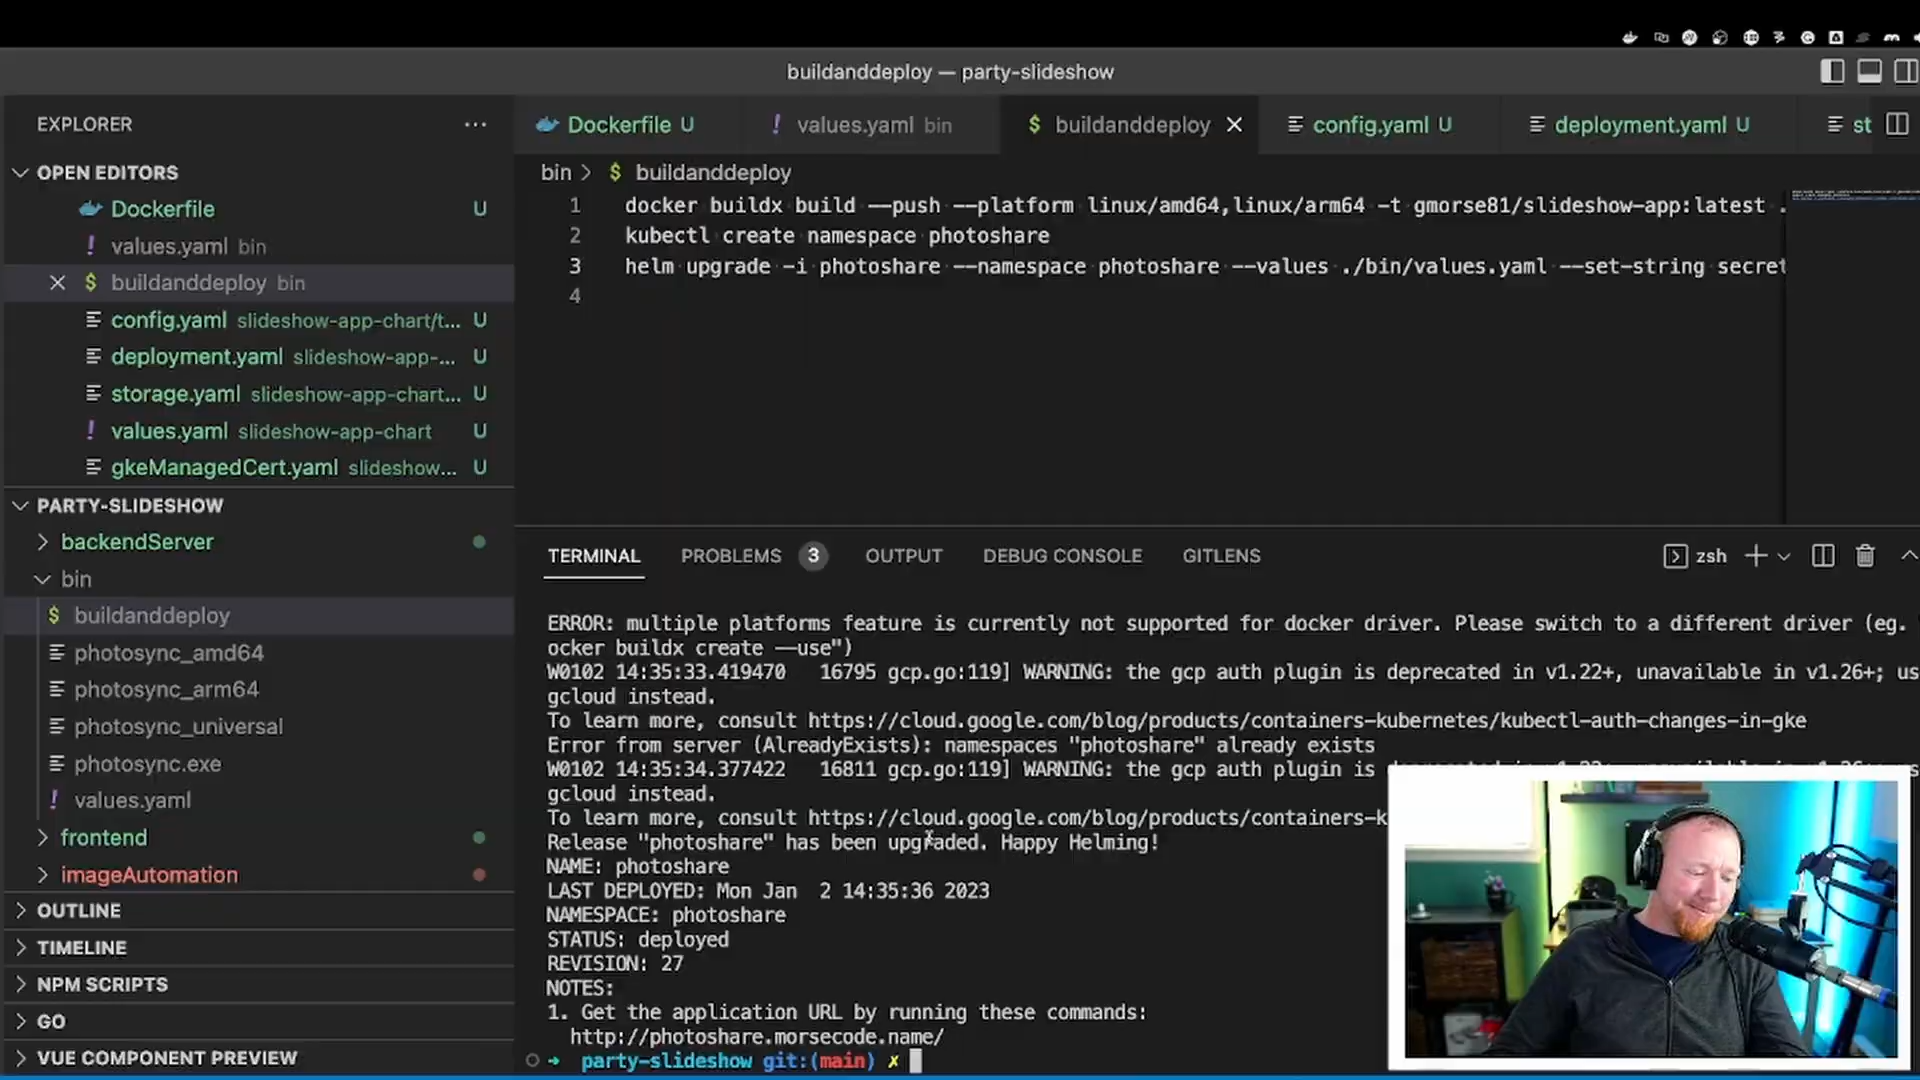 buildanddeploy — party-slideshow
EXPLORER
OPEN EDITORS
Dockerfile U
values.yaml bin
buildanddeploy bin
config.yaml slideshow-app-chart/t... U
deployment.yaml slideshow-app-... U
storage.yaml slideshow-app-chart... U
values.yaml slideshow-app-chart U
gkeManagedCert.yaml slideshow... U
PARTY-SLIDESHOW
backendServer
bin
buildanddeploy
photosync_amd64
photosync_arm64
photosync_universal
photosync.exe
values.yaml
frontend
imageAutomation
OUTLINE
TIMELINE
NPM SCRIPTS
GO
VUE COMPONENT PREVIEW
Dockerfile U ! values.yaml bin $ buildanddeploy config.yaml U deployment.yaml U st
bin > $ buildanddeploy
1 docker buildx build --push --platform linux/amd64,linux/arm64 -t gmorse81/slideshow-app:latest .
2 kubectl create namespace photoshare
3 helm upgrade -i photoshare --namespace photoshare --values ./bin/values.yaml --set-string secret
4
TERMINAL PROBLEMS 3 OUTPUT DEBUG CONSOLE GITLENS zsh
ERROR: multiple platforms feature is currently not supported for docker driver. Please switch to a different driver (eg.
ocker buildx create --use")
W0102 14:35:33.419470 16795 gcp.go:119] WARNING: the gcp auth plugin is deprecated in v1.22+, unavailable in v1.26+; us
gcloud instead.
To learn more, consult https://cloud.google.com/blog/products/containers-kubernetes/kubectl-auth-changes-in-gke
Error from server (AlreadyExists): namespaces "photoshare" already exists
W0102 14:35:34.377422 16811 gcp.go:119] WARNING: the gcp auth plugin is
gcloud instead.
To learn more, consult https://cloud.google.com/blog/products/containers-k
Release "photoshare" has been upgraded. Happy Helming!
NAME: photoshare
LAST DEPLOYED: Mon Jan 2 14:35:36 2023
NAMESPACE: photoshare
STATUS: deployed
REVISION: 27
NOTES:
1. Get the application URL by running these commands:
http://photoshare.morsecode.name/
➜ party-slideshow git:(main) ✗